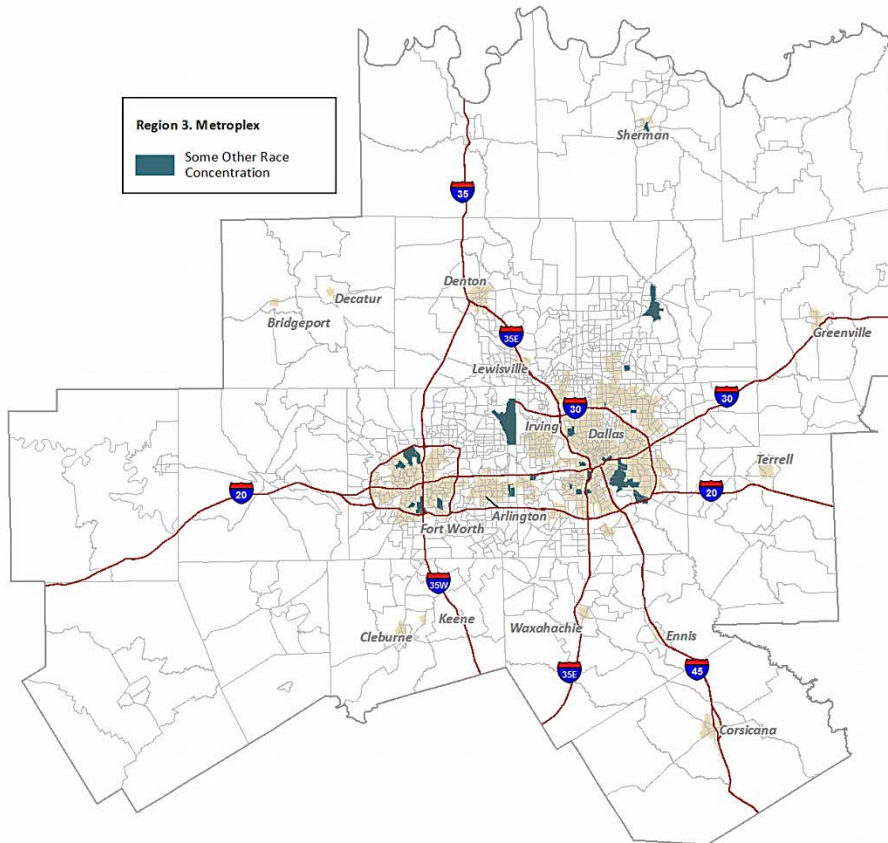 Region 3. Metroplex
Some Other Race
Concentration
Sherman
35
Denton
Decatur
Bridgeport
Greenville
35E
Lewisville
30
30
Irving
Dallas
Terrell
20
20
Arlington
Fort Worth
35W
Keene
Cleburne
Waxahachie
Ennis
35E
45
Corsicana